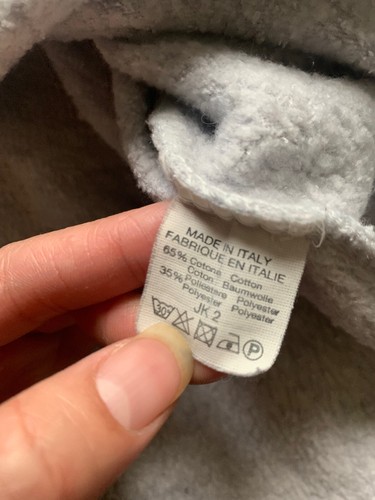 MADE IN ITALY
FABRIQUE EN ITALIE
65% Cotone Cotton
Coton: Baumwolle
35% Poliestere Polyester
Polyester Polyester
JK 2
30°
P